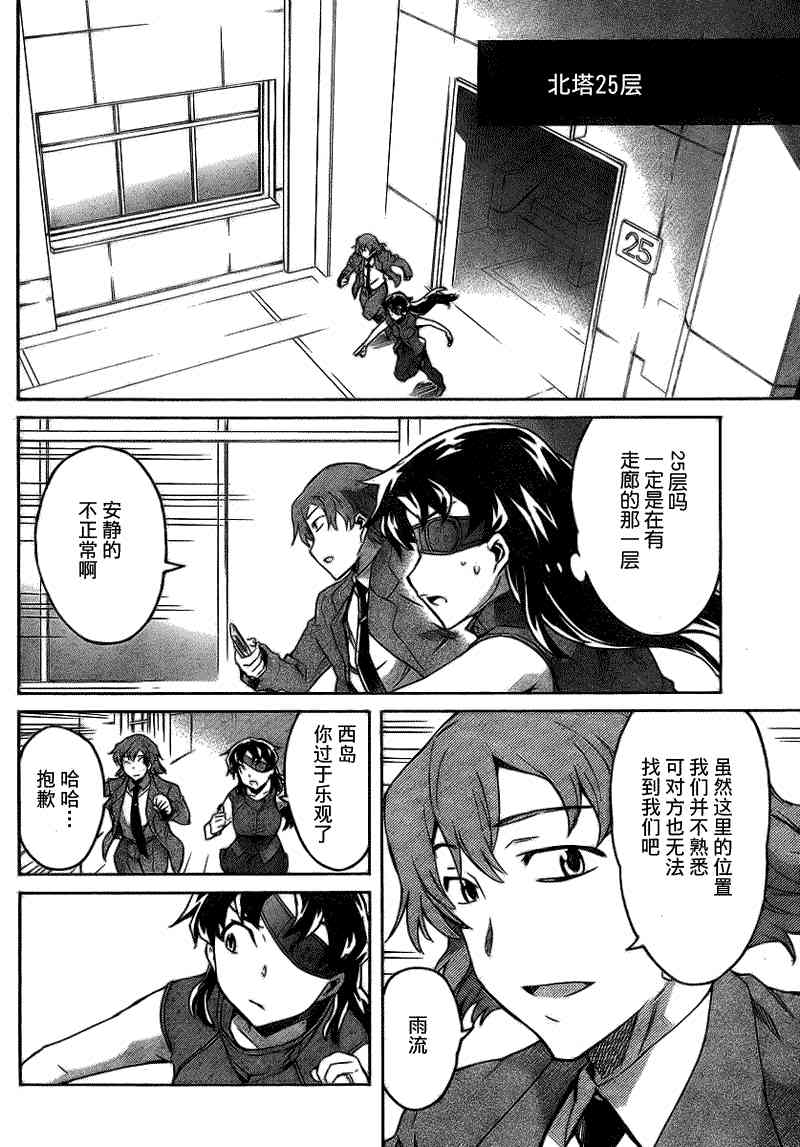 北塔25层
25
25层吗
一定是在有
走廊的那一层
安静的
不正常啊
虽然这里的位置
我们并不熟悉
可对方也无法
找到我们吧
雨流
西岛
你过于乐观了
哈哈…
抱歉